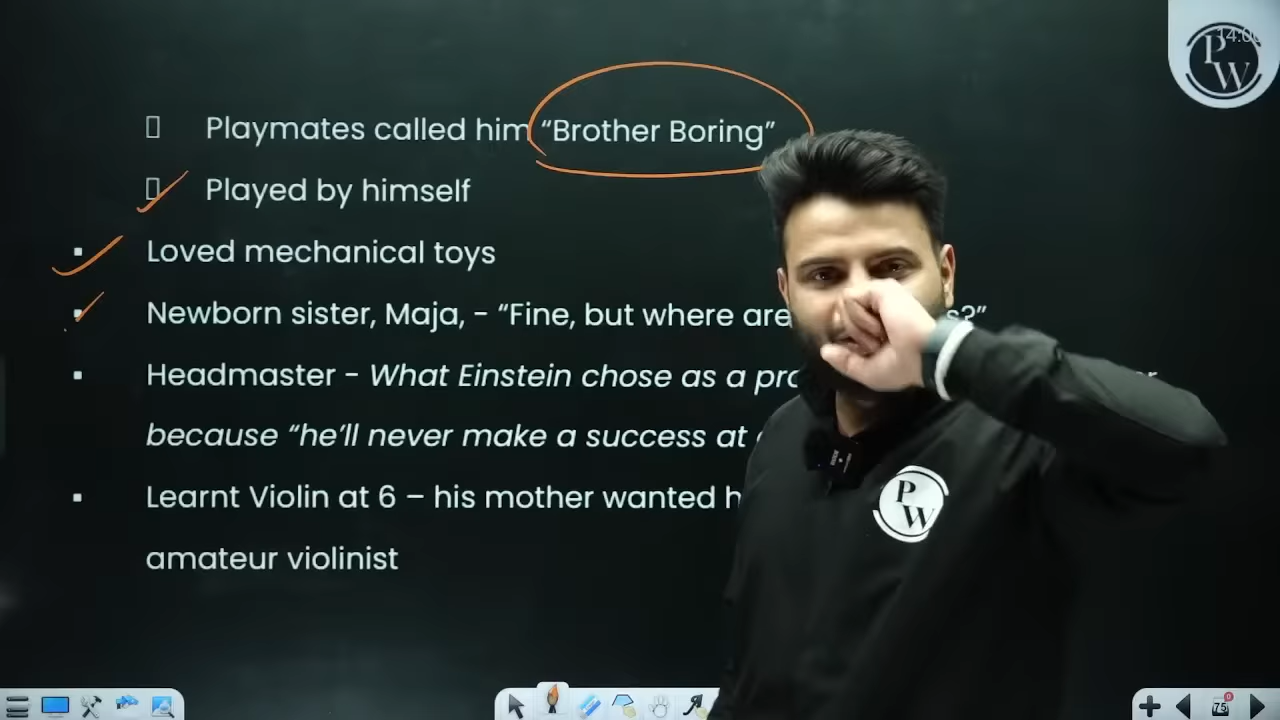 Playmates called him “Brother Boring”
Played by himself
Loved mechanical toys
Newborn sister, Maja, - “Fine, but where are
Headmaster - What Einstein chose as a
because “he’ll never make a success at
Learnt Violin at 6 – his mother wanted
amateur violinist
PW
PW
75